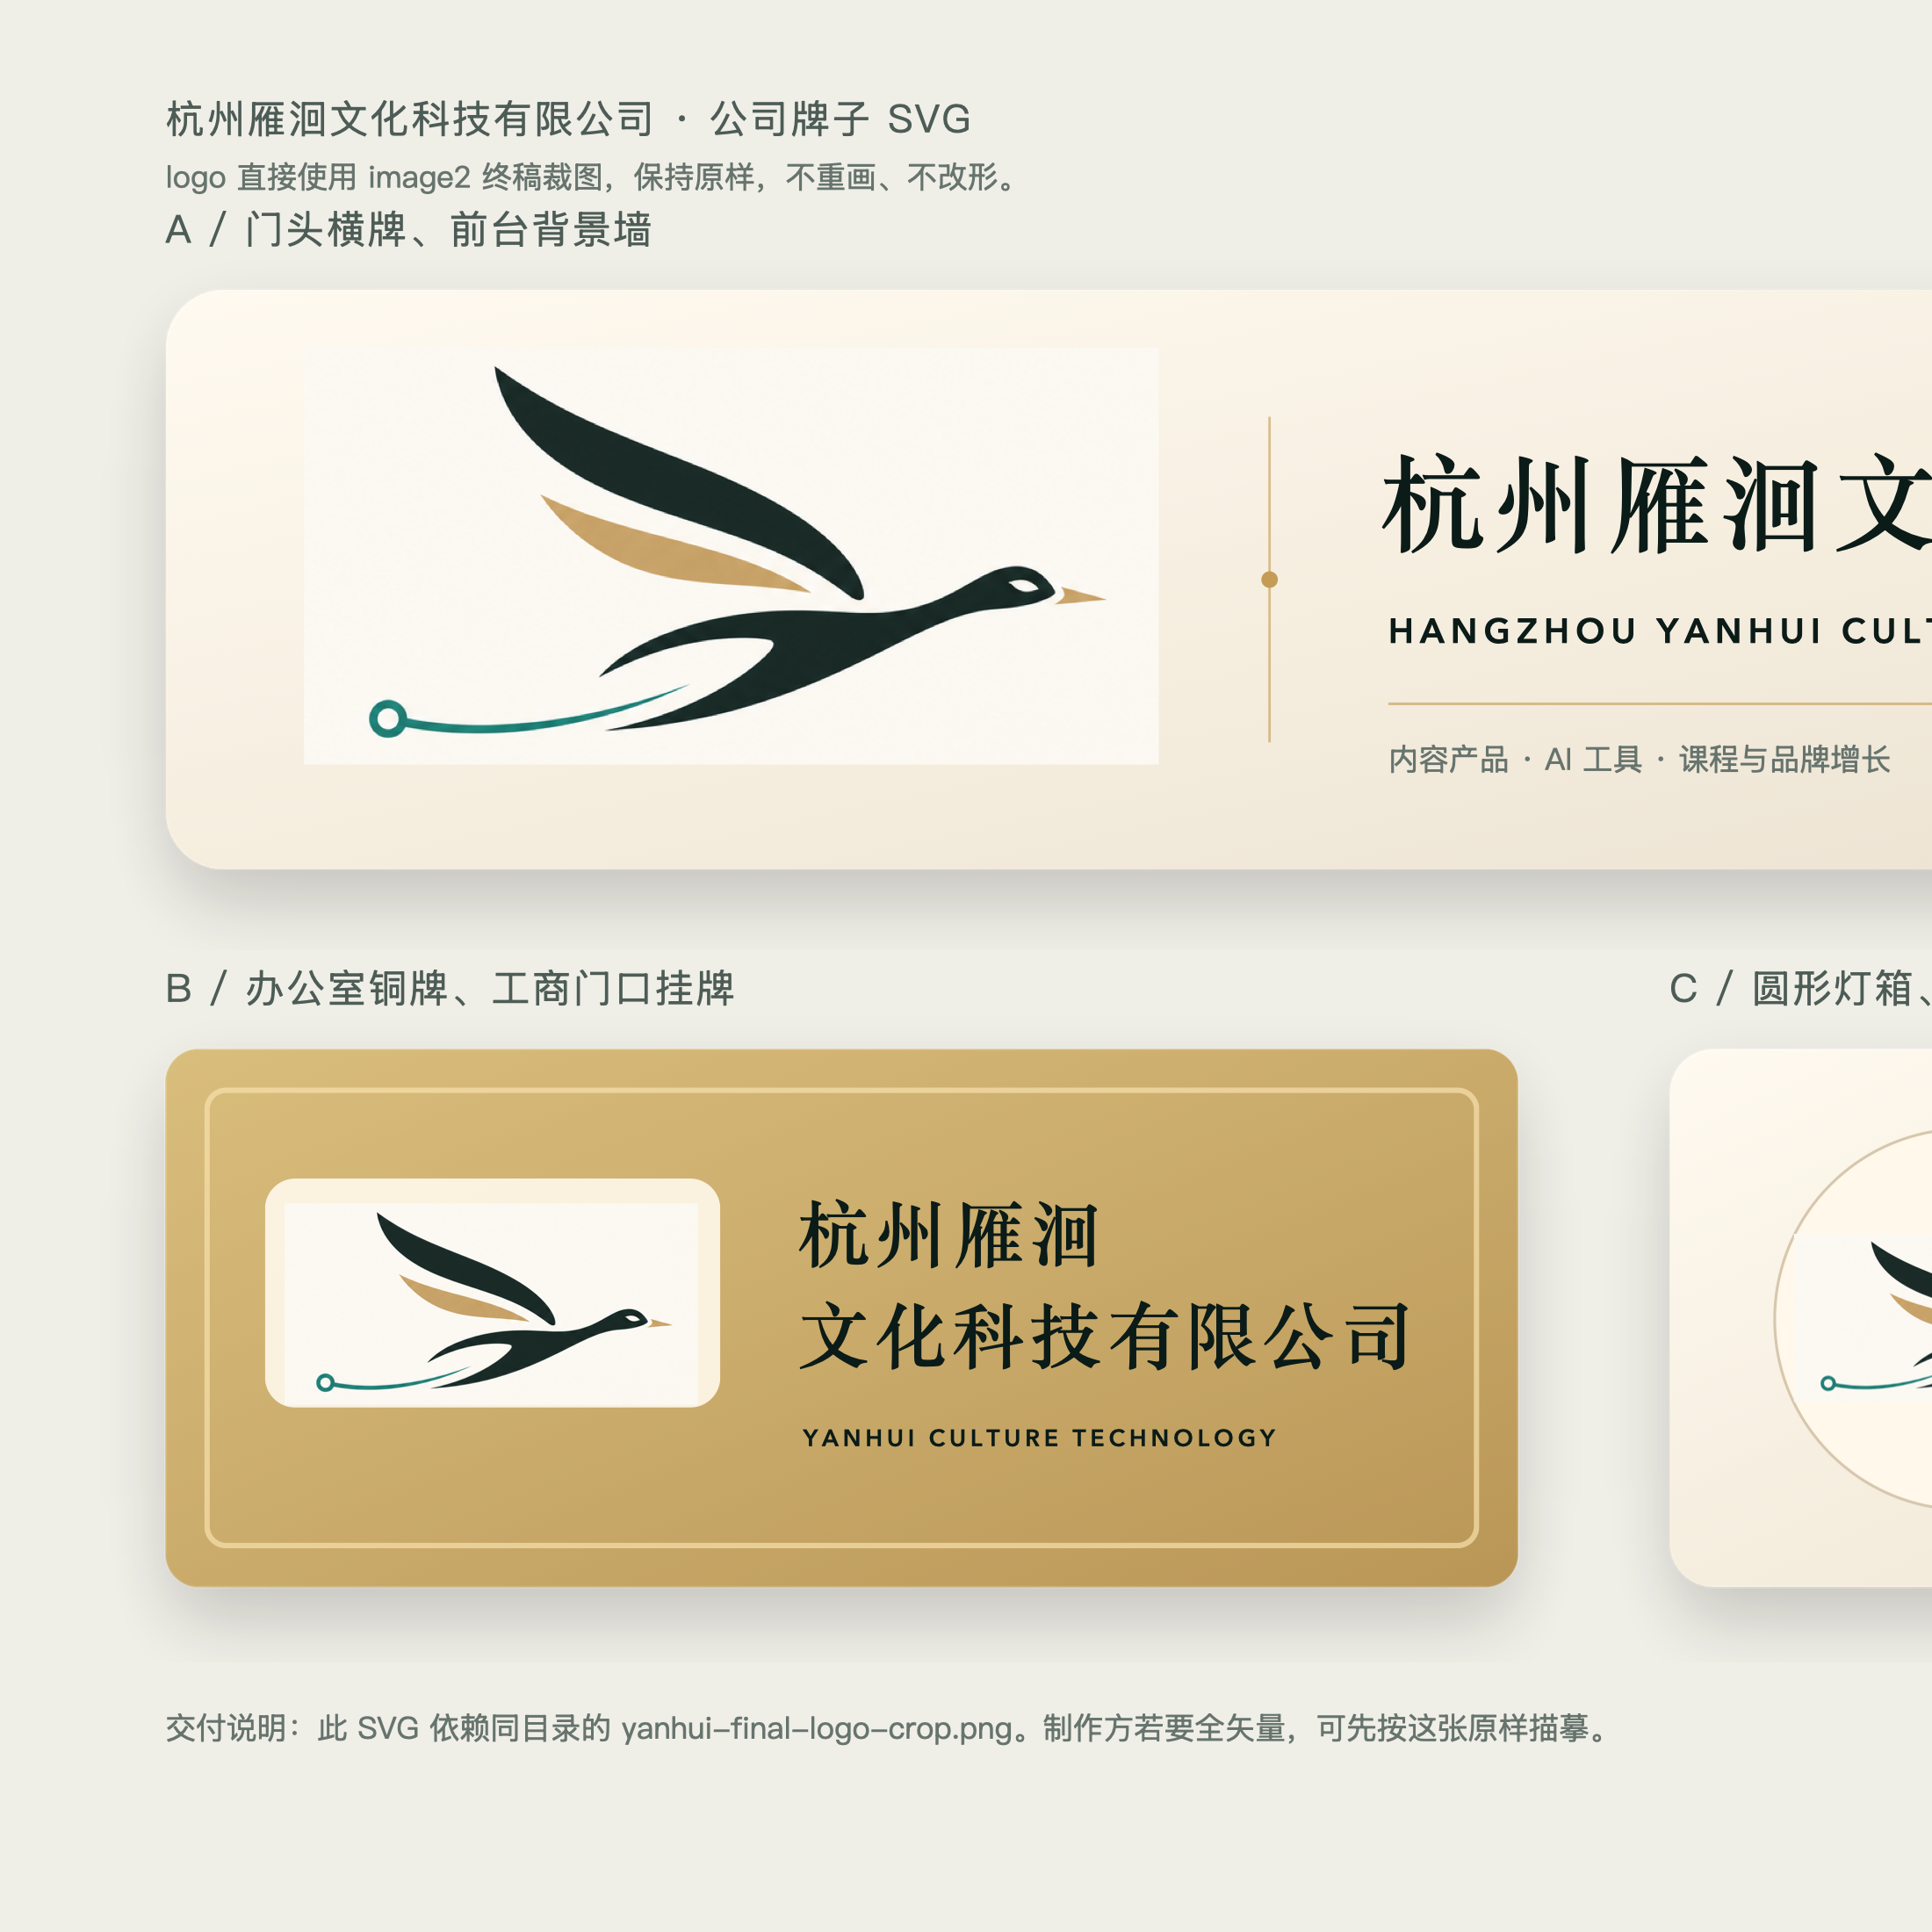 杭州雁洄文化科技有限公司 · 公司牌子 SVG
logo 直接使用 image2 终稿裁图，保持原样，不重画、不改形。
A / 门头横牌、前台背景墙
杭州雁洄文
HANGZHOU YANHUI CULT
内容产品 · AI 工具 · 课程与品牌增长
B / 办公室铜牌、工商门口挂牌
C / 圆形灯箱、
杭州雁洄
文化科技有限公司
YANHUI CULTURE TECHNOLOGY
交付说明：此 SVG 依赖同目录的 yanhui-final-logo-crop.png。制作方若要全矢量，可先按这张原样描摹。